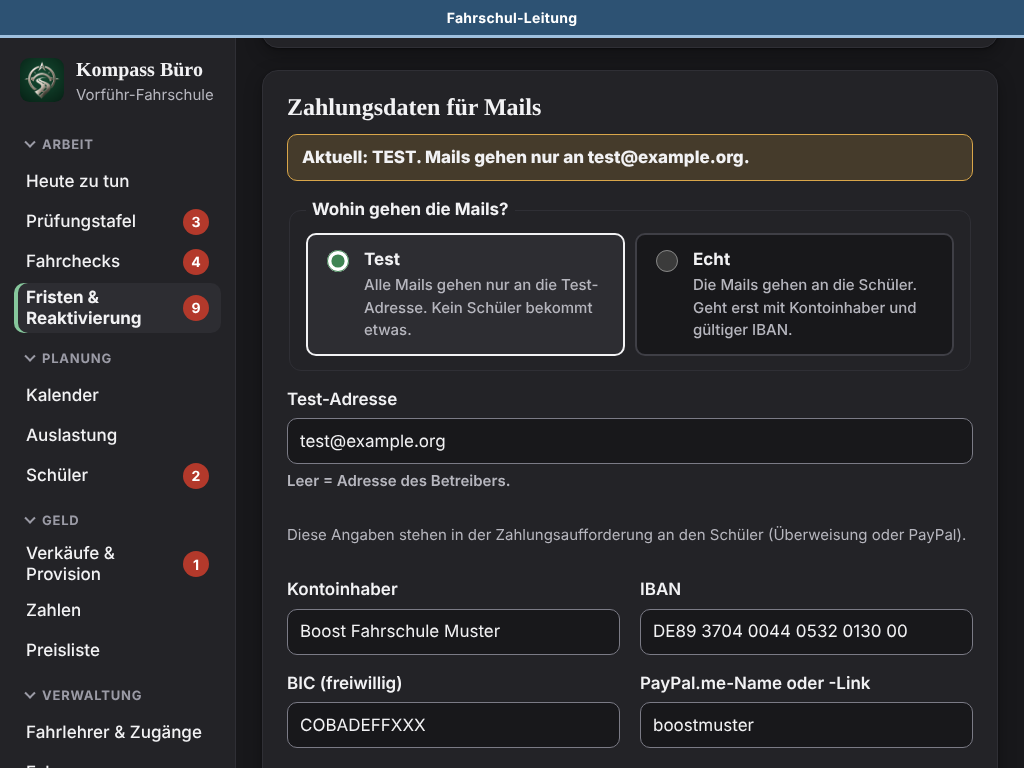 Fahrschul-Leitung
Kompass Büro
Vorführ-Fahrschule
ARBEIT
Heute zu tun
Prüfungstafel 3
Fahrchecks 4
Fristen &
Reaktivierung 9
PLANUNG
Kalender
Auslastung
Schüler 2
GELD
Verkäufe &
Provision 1
Zahlen
Preisliste
VERWALTUNG
Fahrlehrer & Zugänge
Zahlungsdaten für Mails
Aktuell: TEST. Mails gehen nur an test@example.org.
Wohin gehen die Mails?
Test
Alle Mails gehen nur an die Test-
Adresse. Kein Schüler bekommt
etwas.
Echt
Die Mails gehen an die Schüler.
Geht erst mit Kontoinhaber und
gültiger IBAN.
Test-Adresse
test@example.org
Leer = Adresse des Betreibers.
Diese Angaben stehen in der Zahlungsaufforderung an den Schüler (Überweisung oder PayPal).
Kontoinhaber
Boost Fahrschule Muster
IBAN
DE89 3704 0044 0532 0130 00
BIC (freiwillig)
COBADEFFXXX
PayPal.me-Name oder -Link
boostmuster